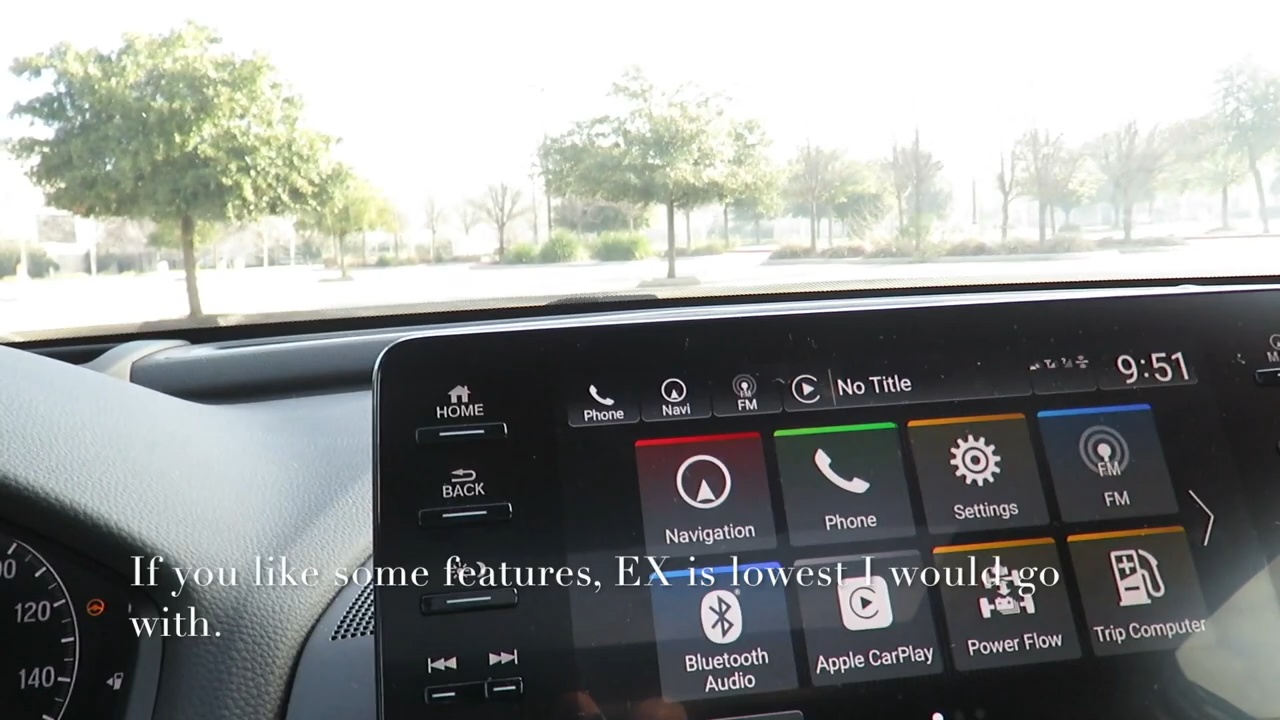 HOME
Phone
Navi
FM
No Title
9:51
BACK
Navigation
Phone
Settings
FM
FM
If you like some features, EX is lowest I would go
with.
120
140
Bluetooth
Audio
Apple CarPlay
Power Flow
Trip Computer